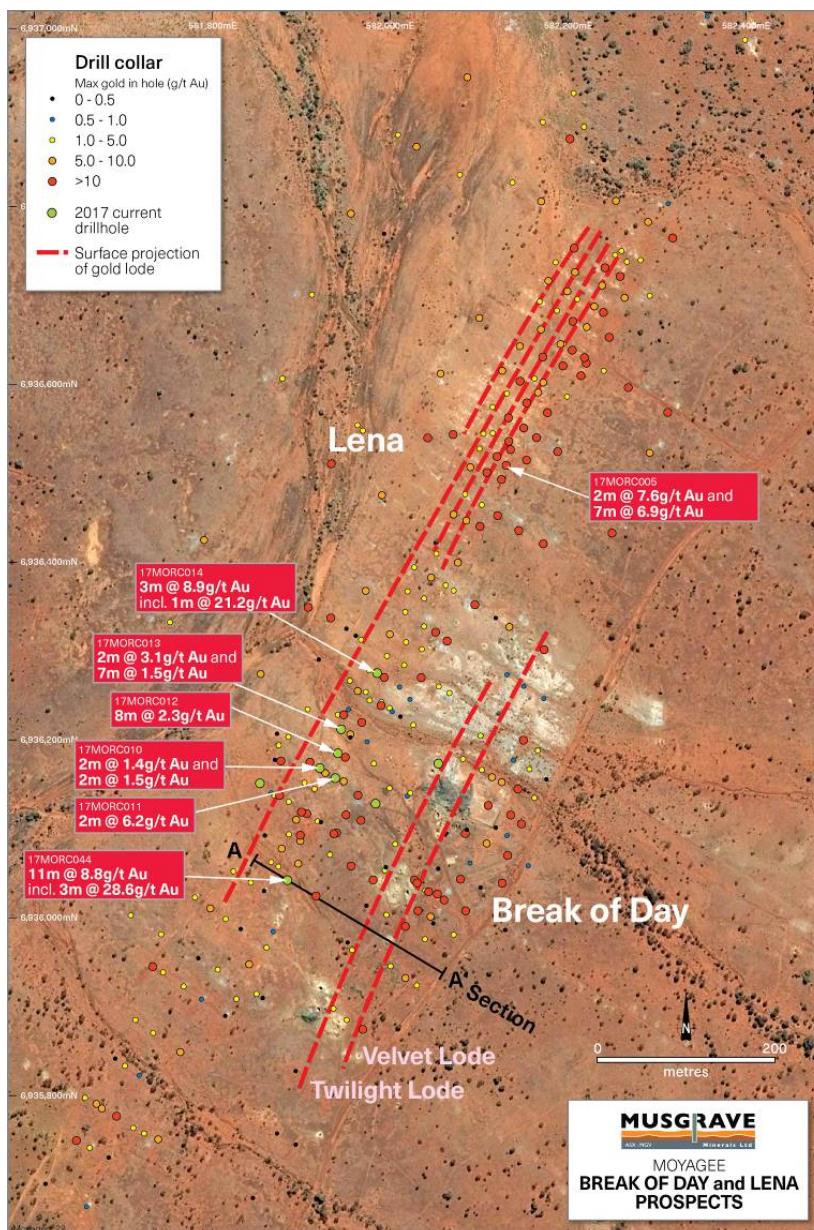 581,800mE
582,000mE
582,200mE
582,400mE
6,937,000mN
Drill collar
Max gold in hole (g/t Au)
0 - 0.5
0.5 - 1.0
1.0 - 5.0
5.0 - 10.0
>10
2017 current
drillhole
Surface projection
of gold lode
6,936,600mN
Lena
17MORC005
2m @ 7.6g/t Au and
7m @ 6.9g/t Au
6,936,400mN
17MORC014
3m @ 8.9g/t Au
incl. 1m @ 21.2g/t Au
17MORC013
2m @ 3.1g/t Au and
7m @ 1.5g/t Au
17MORC012
8m @ 2.3g/t Au
6,936,200mN
17MORC010
2m @ 1.4g/t Au and
2m @ 1.5g/t Au
17MORC011
2m @ 6.2g/t Au
17MORC044
11m @ 8.8g/t Au
incl. 3m @ 28.6g/t Au
A
6,936,000mN
Break of Day
A Section
N
0 200
metres
Velvet Lode
Twilight Lode
6,935,800mN
MUSGRAVE
Minerals Ltd
MOYAGEE
BREAK OF DAY and LENA
PROSPECTS